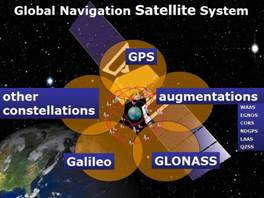 Global Navigation Satellite System
GPS
other
constellations
augmentations
WAAS
EGNOS
CORS
NDGPS
LAAS
QZSS
Galileo
GLONASS